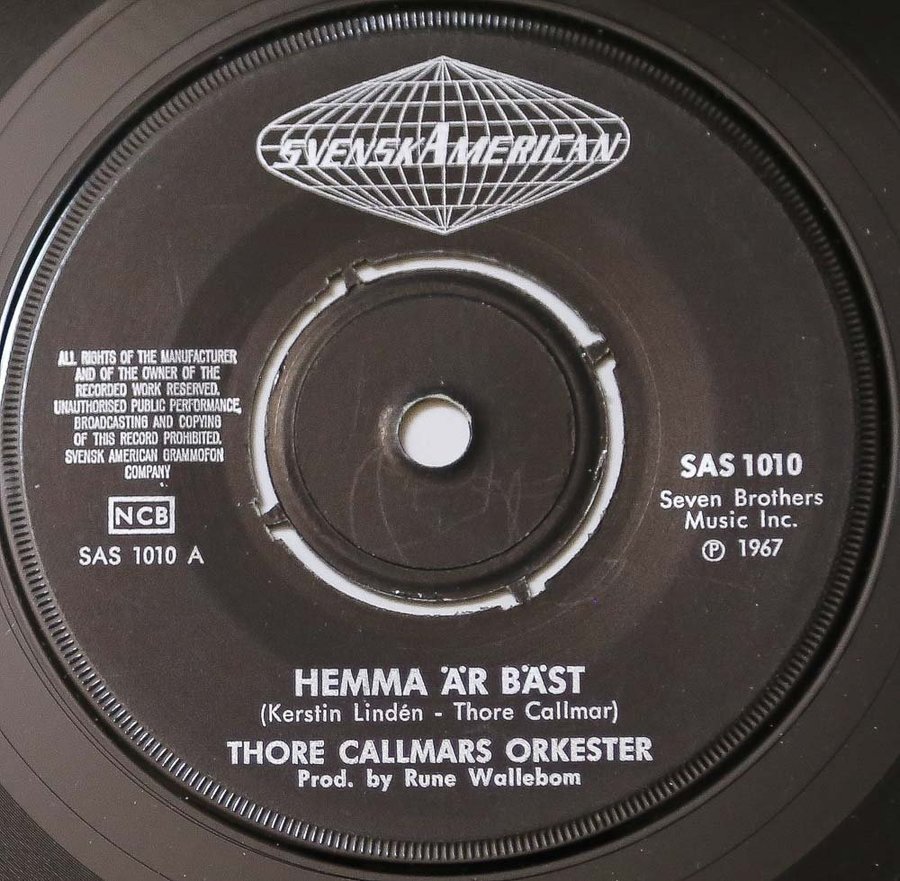 SVENSKAMERICAN
ALL RIGHTS OF THE MANUFACTURER
AND OF THE OWNER OF THE
RECORDED WORK RESERVED.
UNAUTHORISED PUBLIC PERFORMANCE,
BROADCASTING AND COPYING
OF THIS RECORD PROHIBITED.
SVENSK AMERICAN GRAMMOFON
COMPANY
NCB
SAS 1010 A
SAS 1010
Seven Brothers
Music Inc.
℗ 1967
HEMMA ÄR BÄST
(Kerstin Lindén - Thore Callmar)
THORE CALLMARS ORKESTER
Prod. by Rune Wallebom